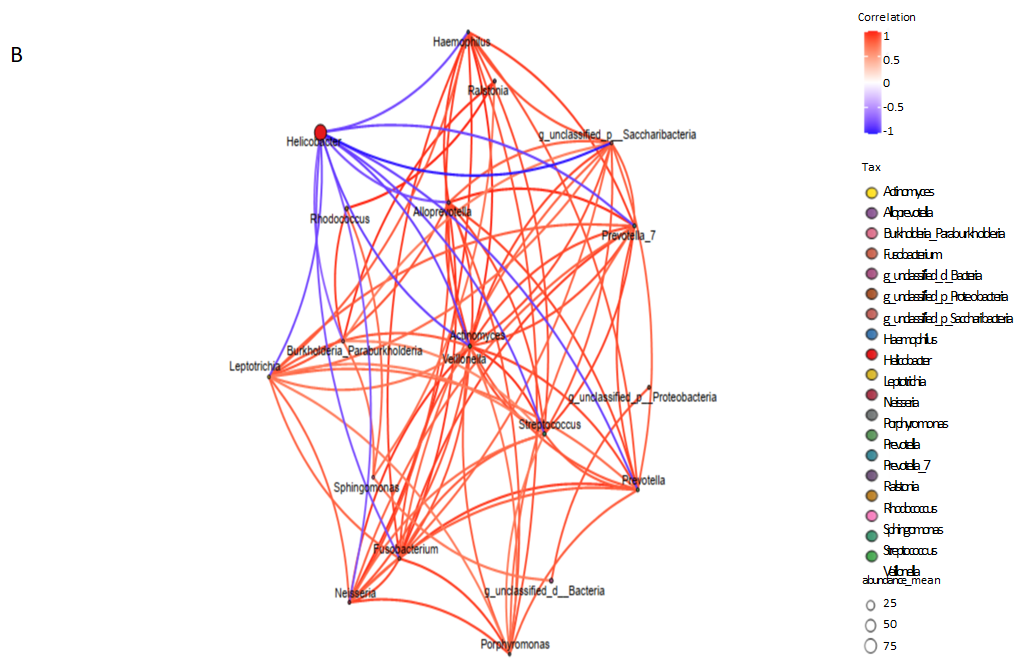 B
Haemophilus
Ralstonia
g_unclassified_p__Saccharibacteria
Helicobacter
Rhodococcus
Alloprevotella
Prevotella_7
Actinomyces
Burkholderia_Paraburkholderia
Veillonella
Leptotrichia
g_unclassified_p__Proteobacteria
Streptococcus
Sphingomonas
Prevotella
Fusobacterium
Neisseria
g_unclassified_d__Bacteria
Porphyromonas
Correlation
1
0.5
0
-0.5
-1
Tax
Actinomyces
Alloprevotella
Burkholderia_Paraburkholderia
Fusobacterium
g_unclassified_d_Bacteria
g_unclassified_p_Proteobacteria
g_unclassified_p_Saccharibacteria
Haemophilus
Helicobacter
Leptotrichia
Neisseria
Porphyromonas
Prevotella
Prevotella_7
Ralstonia
Rhodococcus
Sphingomonas
Streptococcus
Veillonella
abundance_mean
25
50
75